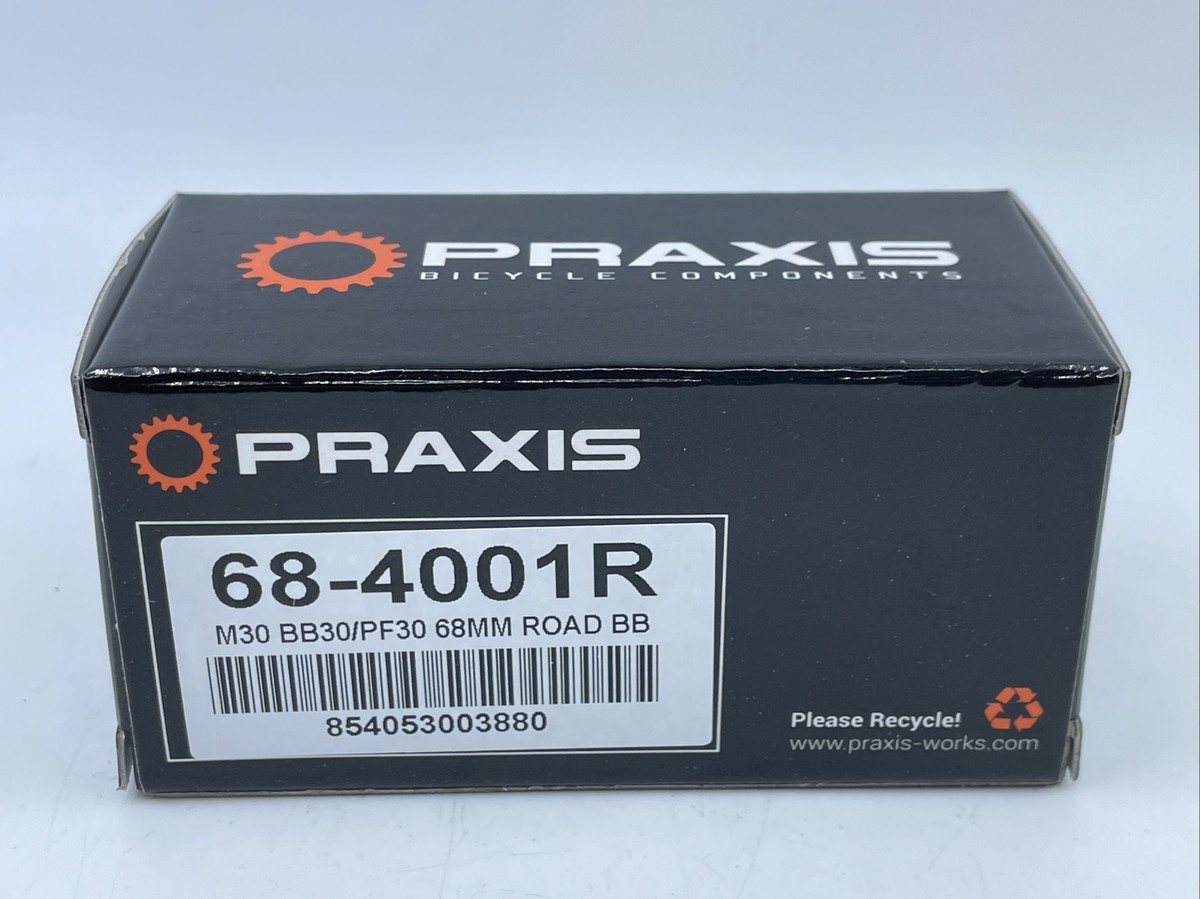 PRAXIS
BICYCLE COMPONENTS
PRAXIS
68-4001R
M30 BB30/PF30 68MM ROAD BB
854053003880
Please Recycle!
www.praxis-works.com